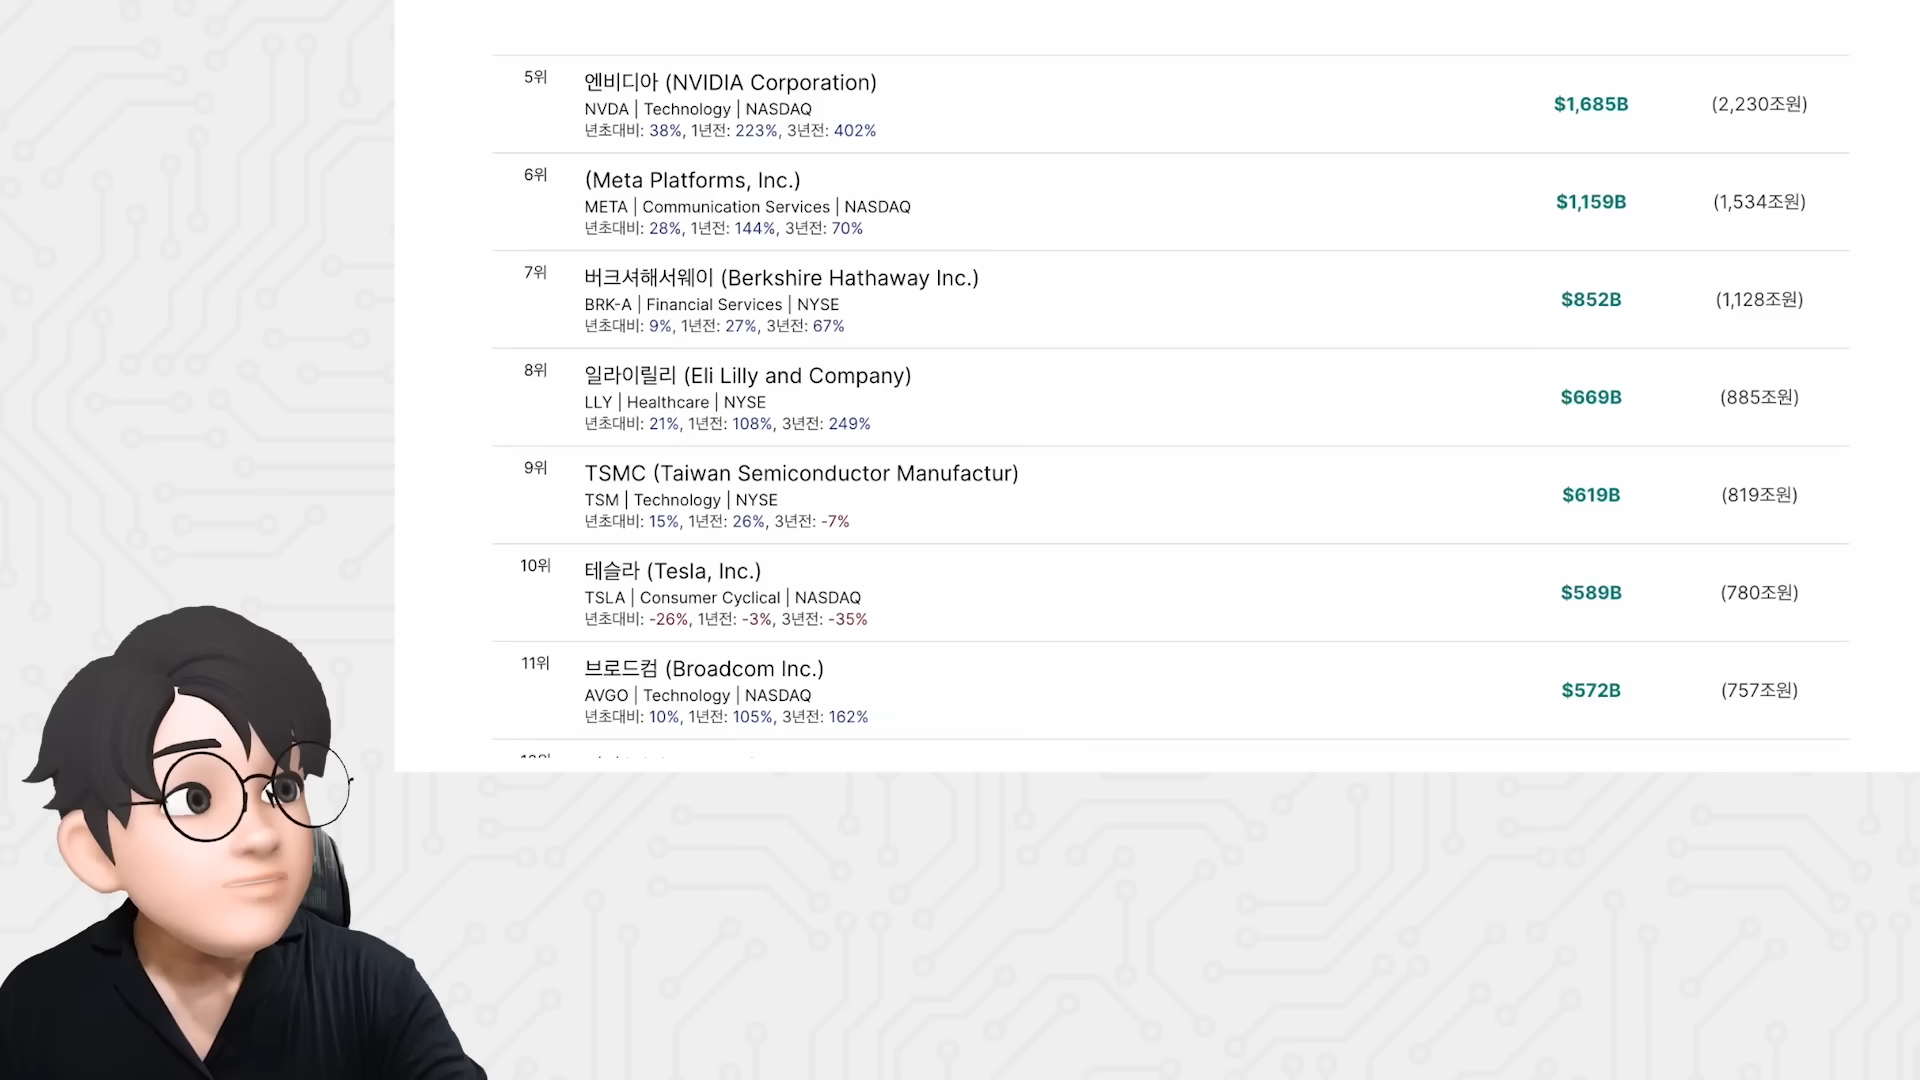 5위
엔비디아 (NVIDIA Corporation)
NVDA | Technology | NASDAQ
년초대비: 38%, 1년전: 223%, 3년전: 402%
$1,685B
(2,230조원)
6위
(Meta Platforms, Inc.)
META | Communication Services | NASDAQ
년초대비: 28%, 1년전: 144%, 3년전: 70%
$1,159B
(1,534조원)
7위
버크셔해서웨이 (Berkshire Hathaway Inc.)
BRK-A | Financial Services | NYSE
년초대비: 9%, 1년전: 27%, 3년전: 67%
$852B
(1,128조원)
8위
일라이릴리 (Eli Lilly and Company)
LLY | Healthcare | NYSE
년초대비: 21%, 1년전: 108%, 3년전: 249%
$669B
(885조원)
9위
TSMC (Taiwan Semiconductor Manufactur)
TSM | Technology | NYSE
년초대비: 15%, 1년전: 26%, 3년전: -7%
$619B
(819조원)
10위
테슬라 (Tesla, Inc.)
TSLA | Consumer Cyclical | NASDAQ
년초대비: -26%, 1년전: -3%, 3년전: -35%
$589B
(780조원)
11위
브로드컴 (Broadcom Inc.)
AVGO | Technology | NASDAQ
년초대비: 10%, 1년전: 105%, 3년전: 162%
$572B
(757조원)